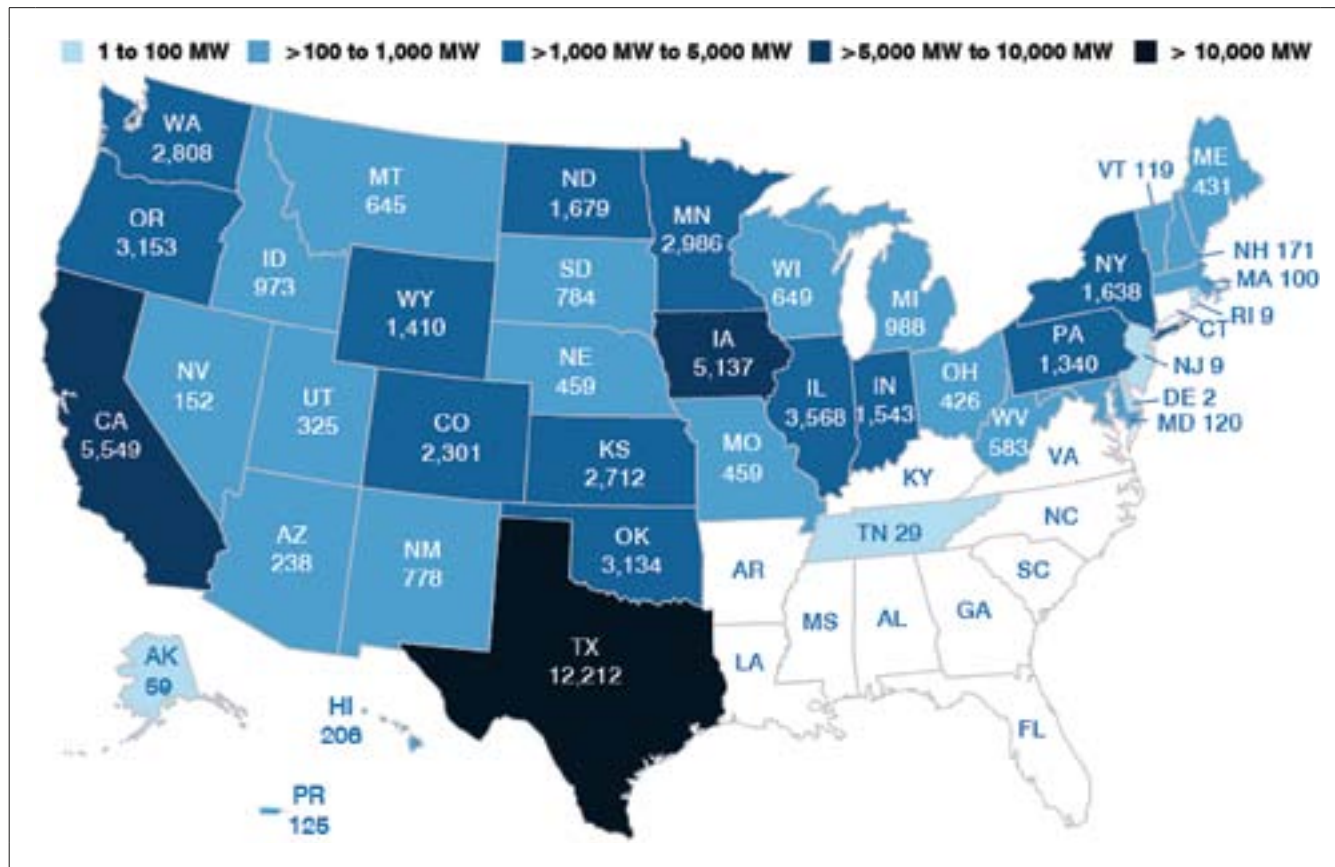 1 to 100 MW >100 to 1,000 MW >1,000 MW to 5,000 MW >5,000 MW to 10,000 MW > 10,000 MW
WA
2,808
OR
3,153
CA
5,549
ID
973
NV
152
MT
645
WY
1,410
UT
325
AZ
238
CO
2,301
NM
778
ND
1,679
SD
784
NE
459
KS
2,712
OK
3,134
TX
12,212
MN
2,986
IA
5,137
MO
459
AR
LA
WI
649
IL
3,568
MI
988
IN
1,543
OH
426
KY
TN 29
MS
AL
GA
FL
SC
NC
VA
WV
583
PA
1,340
NY
1,638
VT 119
ME
431
NH 171
MA 100
RI 9
CT
NJ 9
DE 2
MD 120
AK
59
HI
206
PR
125